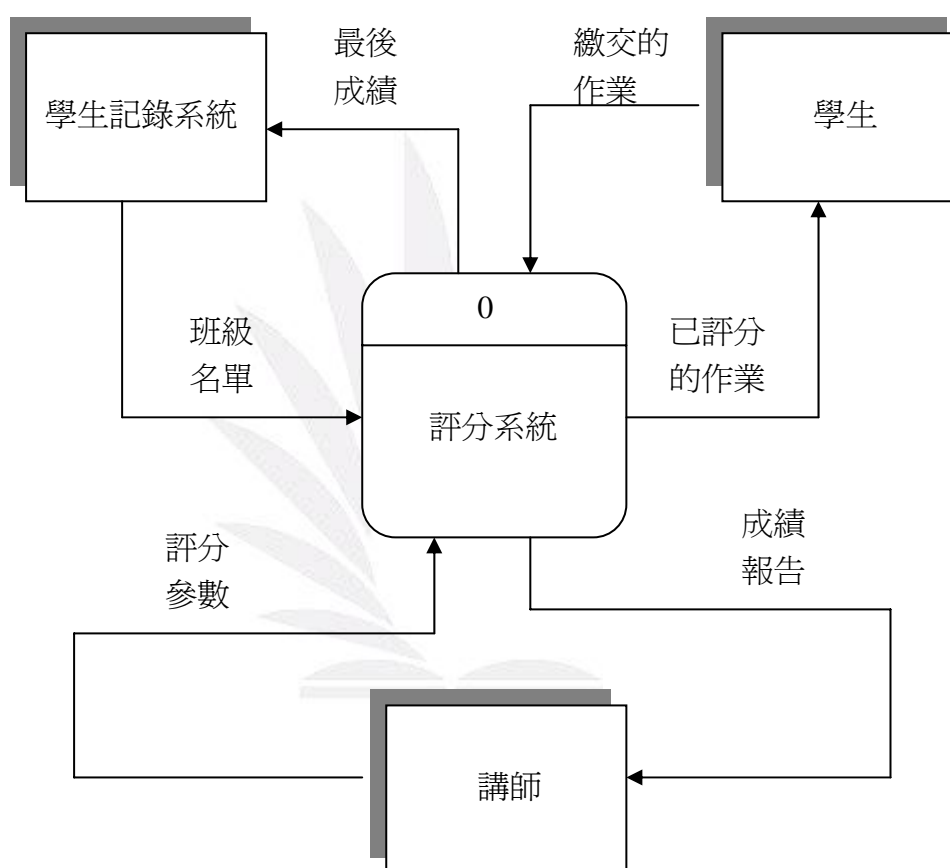 最後
成績
繳交的
作業
學生記錄系統
學生
0
班級
名單
已評分
的作業
評分系統
評分
參數
成績
報告
講師